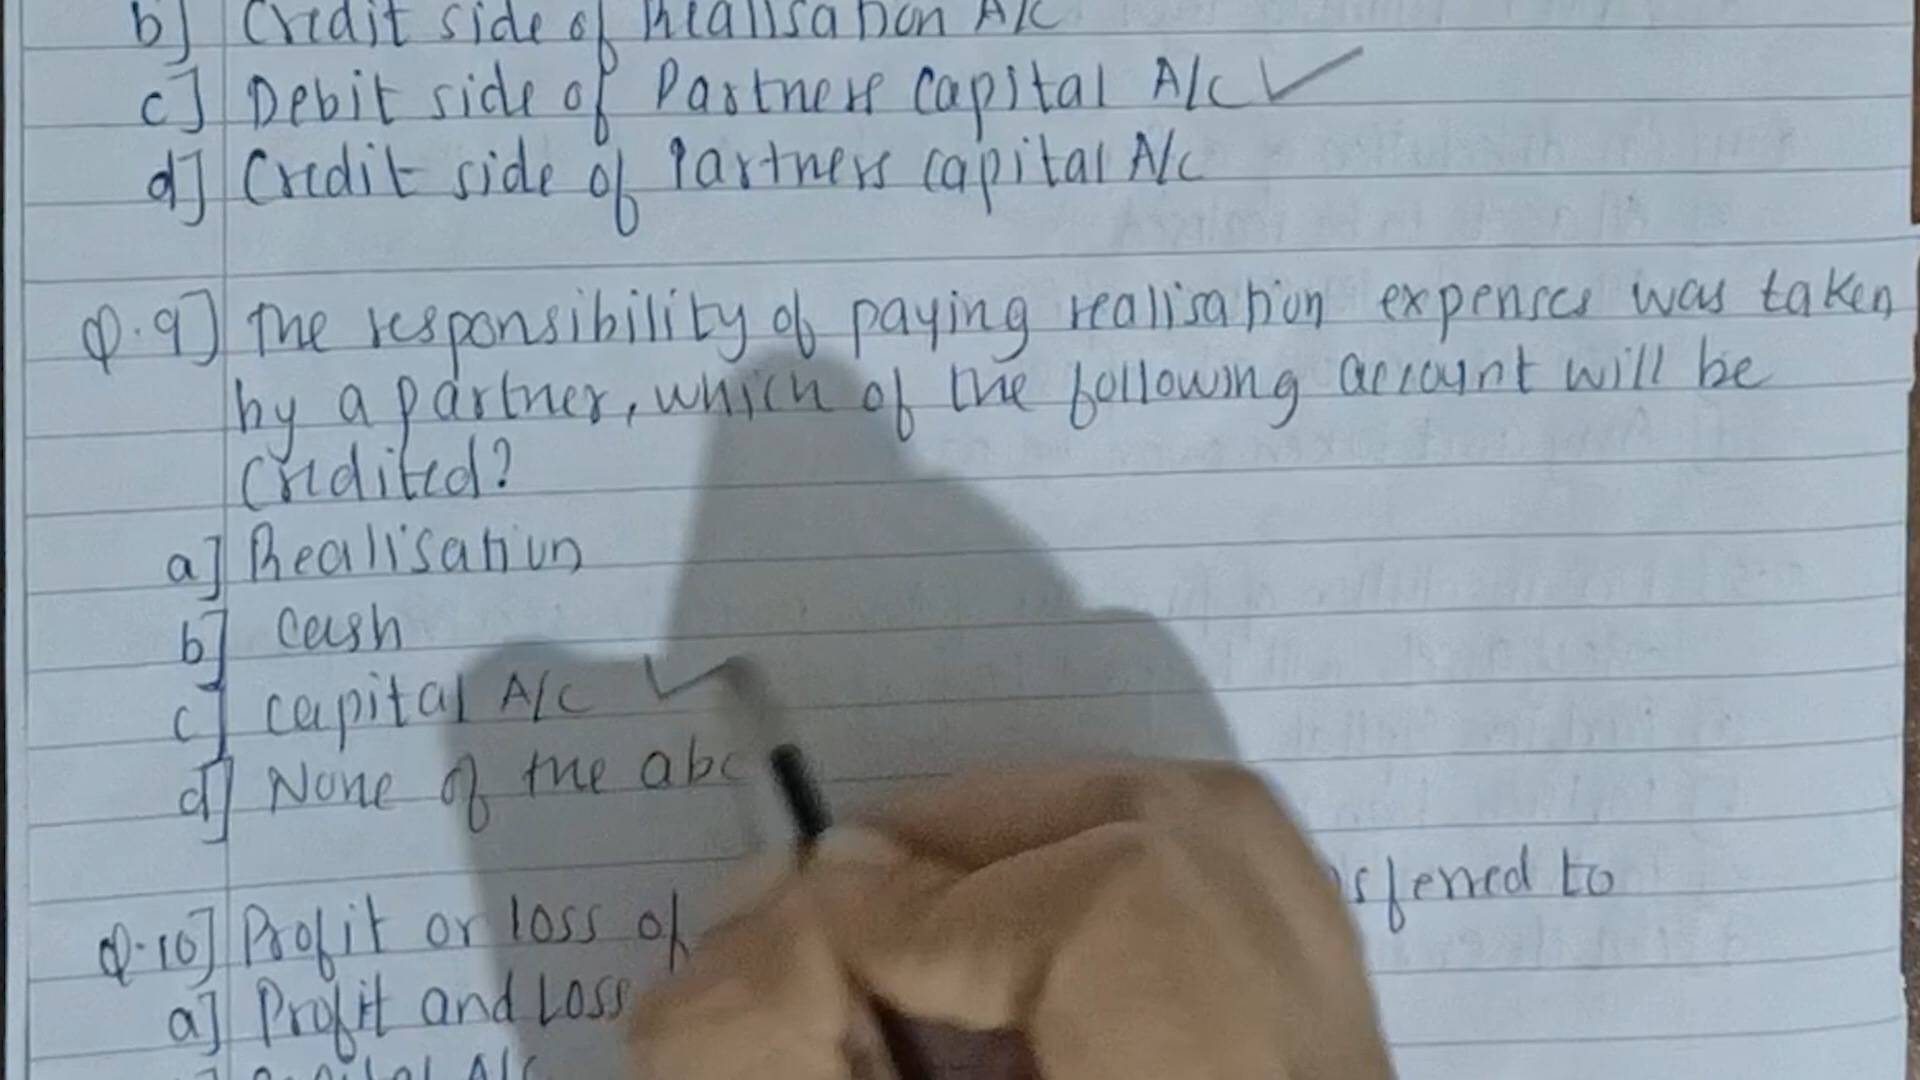 b] Credit side of Realisation A/C
c] Debit side of Partners capital A/C
d] Credit side of Partners capital A/C
Q.9] The responsibility of paying realisation expenses was taken
by a partner, which of the following account will be
credited?
a] Realisation
b] cash
c] capital A/C
d] None of the
Q.10] Profit or loss of to
a] Profit and Loss
capital A/C